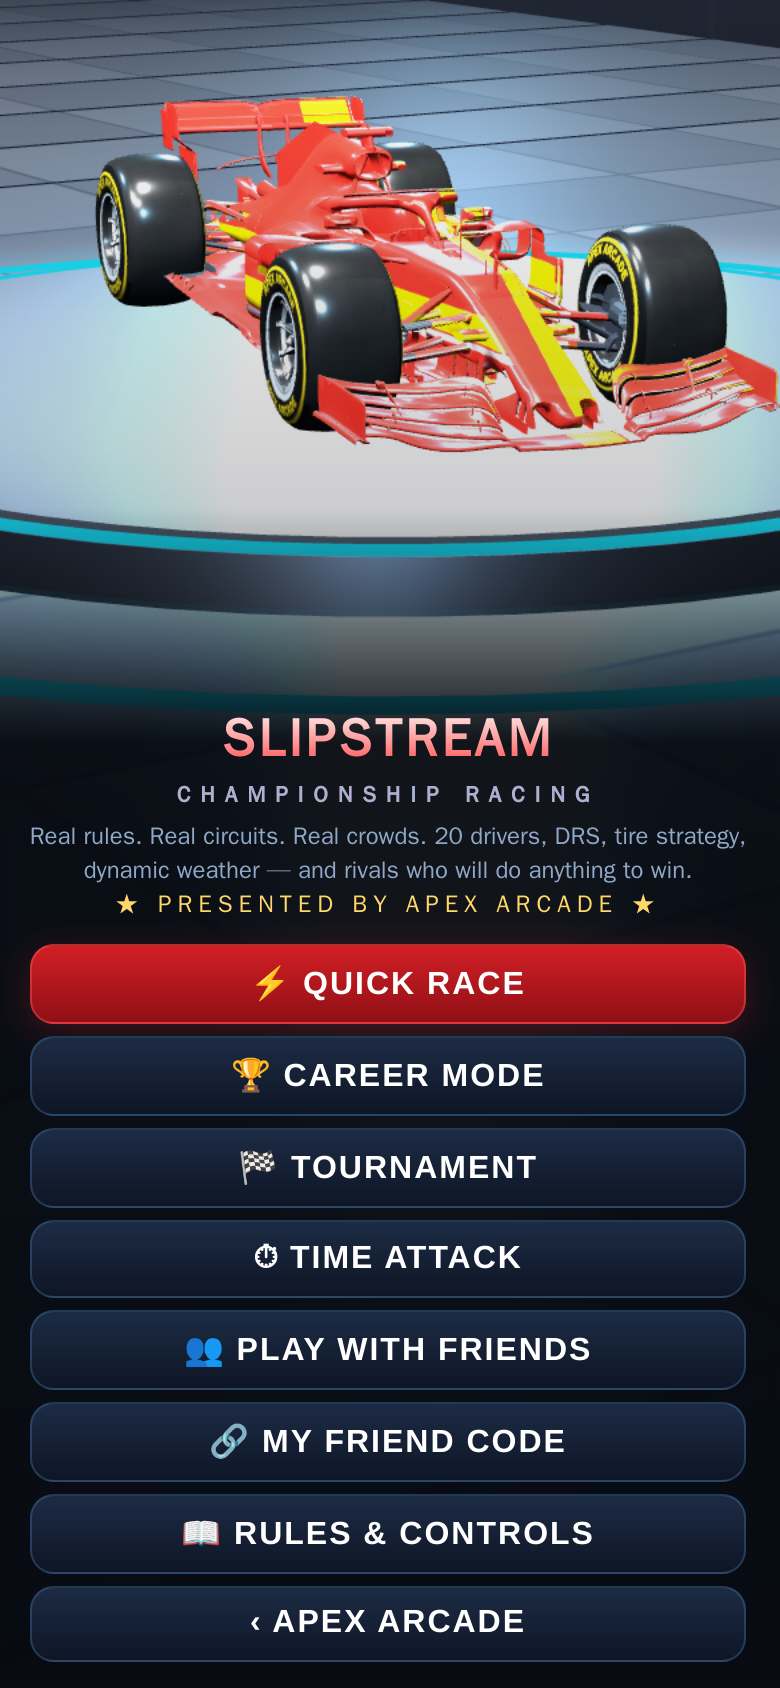 SLIPSTREAM
CHAMPIONSHIP RACING
Real rules. Real circuits. Real crowds. 20 drivers, DRS, tire strategy,
dynamic weather — and rivals who will do anything to win.
★ PRESENTED BY APEX ARCADE ★
⚡ QUICK RACE
🏆 CAREER MODE
🏁 TOURNAMENT
⏱ TIME ATTACK
👥 PLAY WITH FRIENDS
🔗 MY FRIEND CODE
📖 RULES & CONTROLS
‹ APEX ARCADE